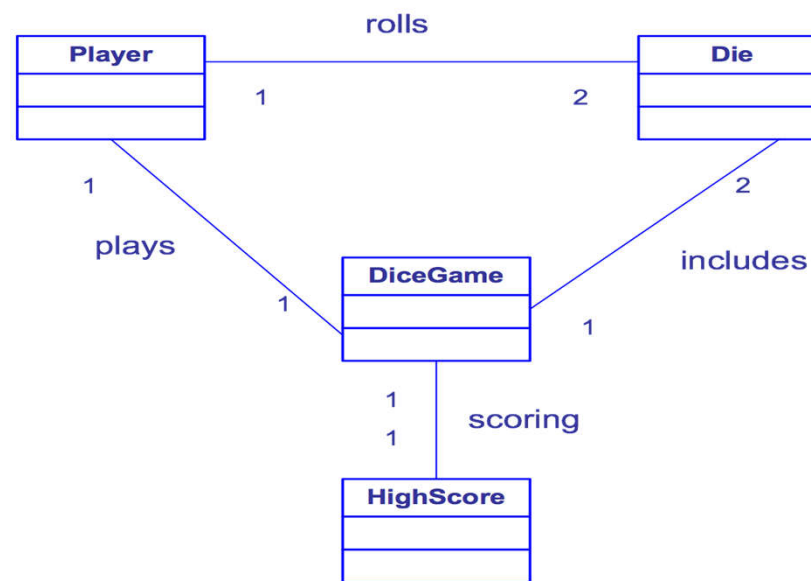 rolls
Player
Die
1
2
1
2
plays
includes
DiceGame
1
1
1
scoring
1
HighScore